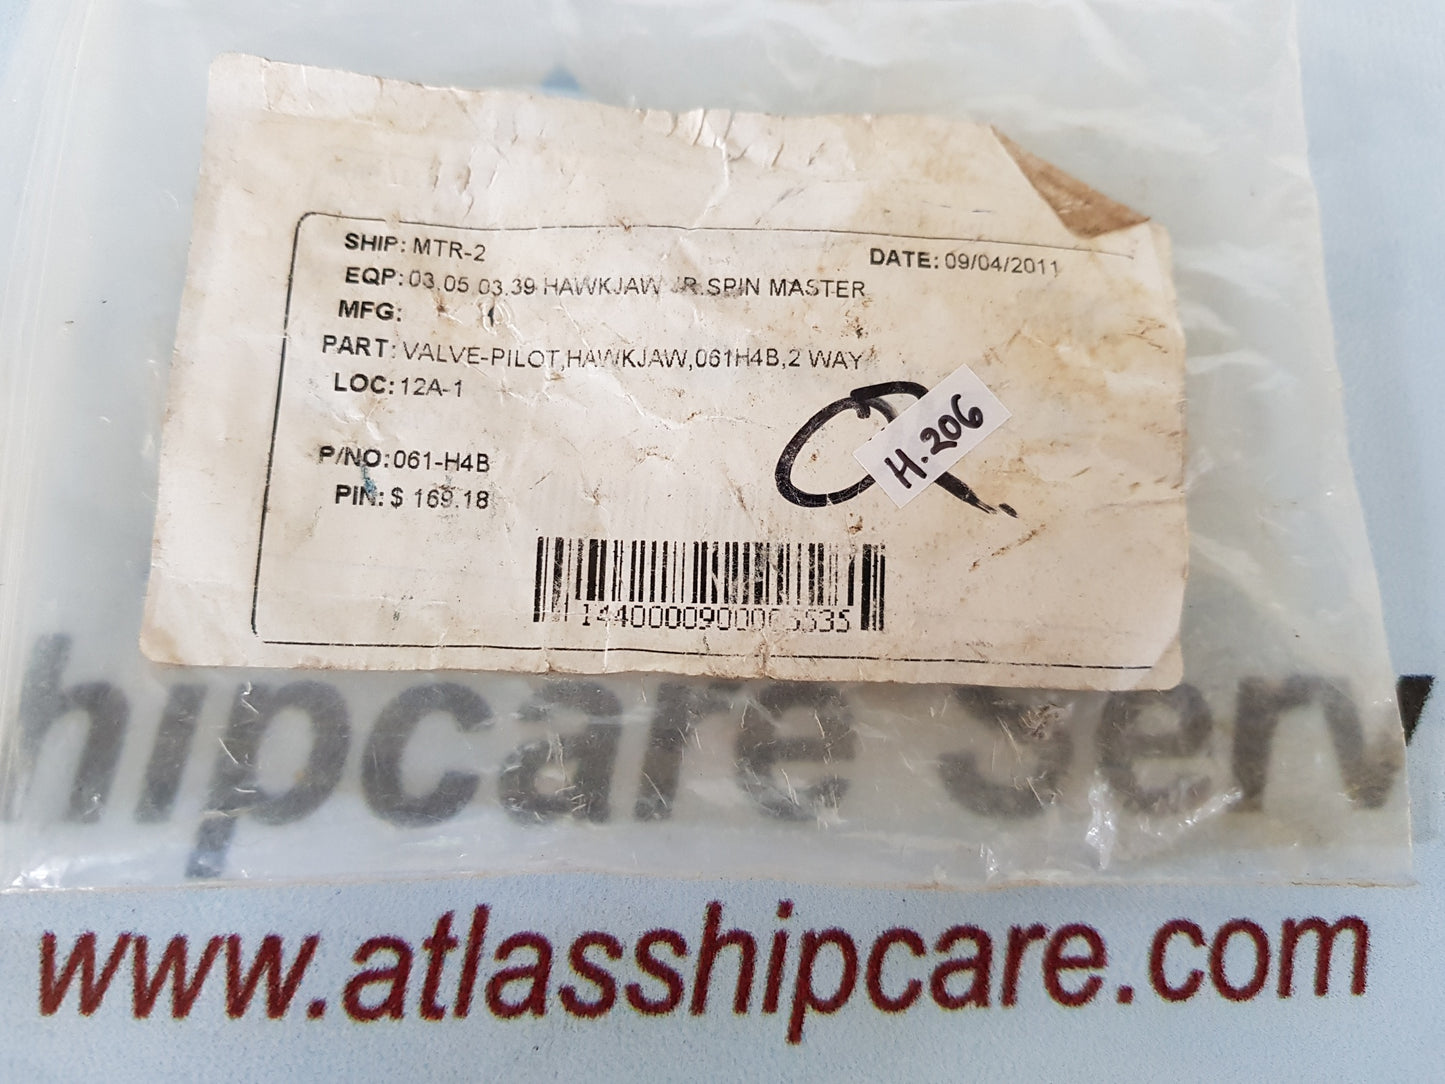 SHIP: MTR-2
DATE: 09/04/2011
EQP: 03.05.03.39 HAWKJAW JR.SPIN MASTER
MFG:
PART: VALVE-PILOT,HAWKJAW,061H4B,2 WAY
LOC: 12A-1
H.206
P/NO: 061-H4B
PIN: $ 169.18
hipcare Serv
www.atlasshipcare.com